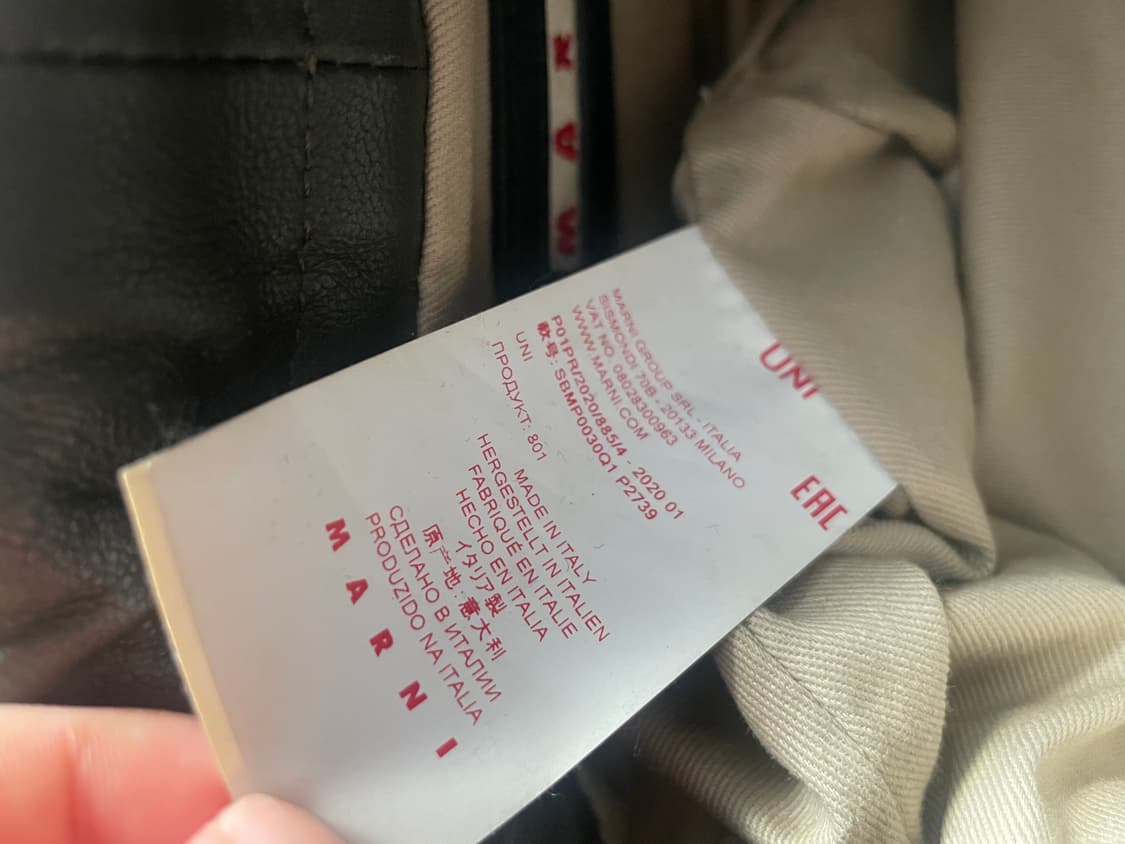 M A R N I
PRODUZIDO NA ITALIA
СДЕЛАНО В ИТАЛИИ
原产地:意大利
イタリア製
HECHO EN ITALIA
FABRIQUÉ EN ITALIE
HERGESTELLT IN ITALIEN
MADE IN ITALY
ПРОДУКТ: 801
UNI
款号: SBMP0030Q1 P2739
P01PR/2020/885/4 - 2020 01
WWW.MARNI.COM
VAT NO. 08028300963
SISMONDI 70B - 20133 MILANO
MARNI GROUP SRL - ITALIA
UNI
EAC